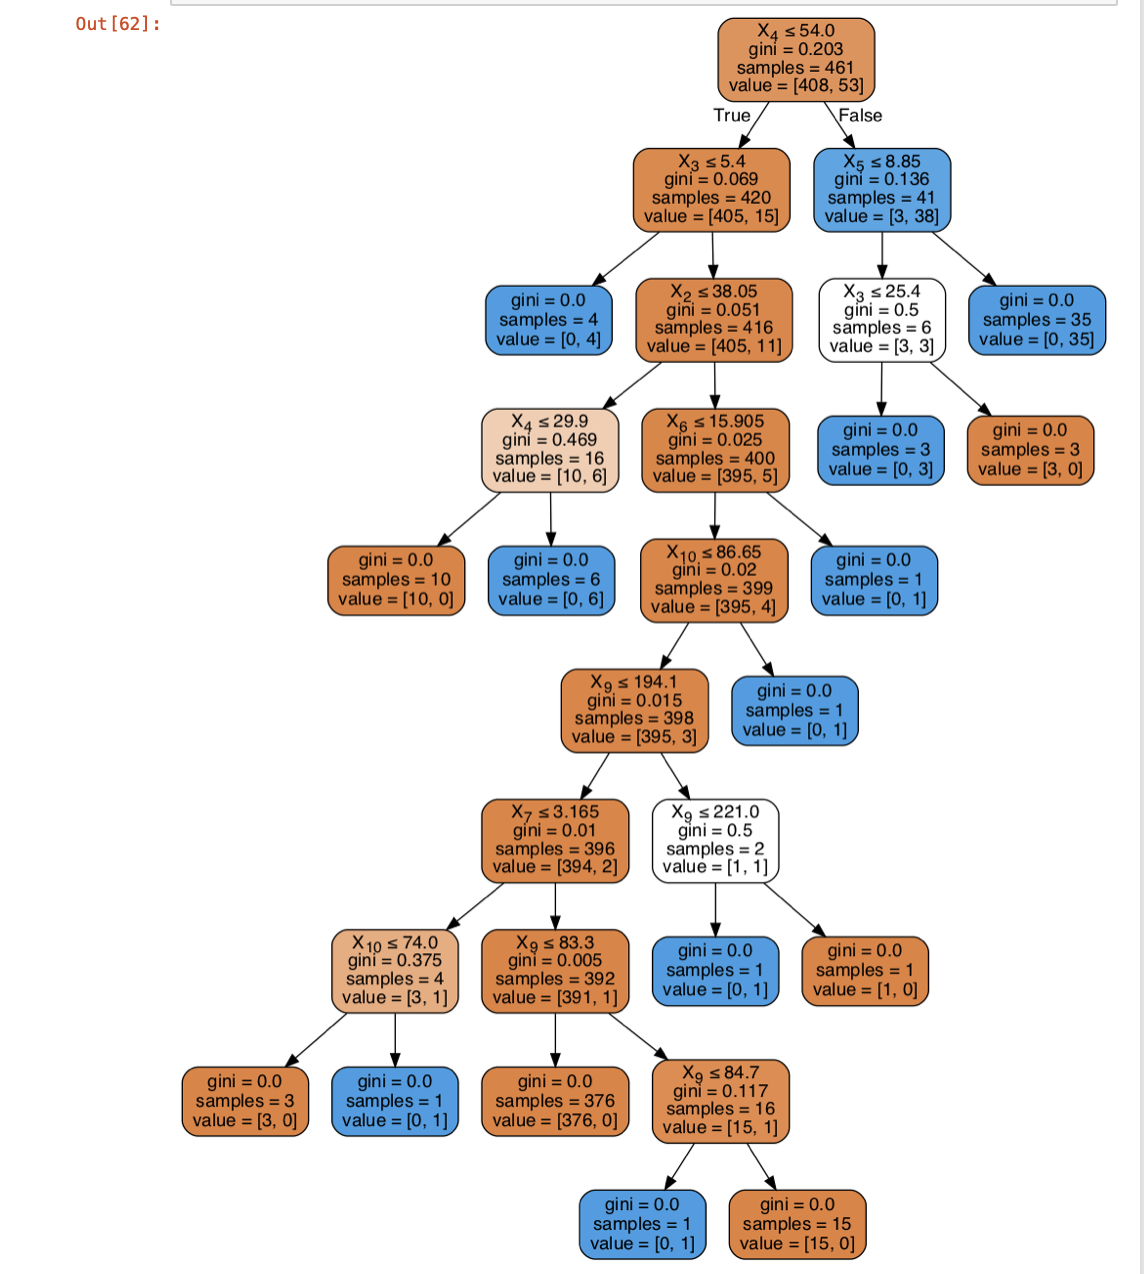 Out[62]:
X4 ≤ 54.0
gini = 0.203
samples = 461
value = [408, 53]
True
False
X3 ≤ 5.4
gini = 0.069
samples = 420
value = [405, 15]
X5 ≤ 8.85
gini = 0.136
samples = 41
value = [3, 38]
gini = 0.0
samples = 4
value = [0, 4]
X2 ≤ 38.05
gini = 0.051
samples = 416
value = [405, 11]
X3 ≤ 25.4
gini = 0.5
samples = 6
value = [3, 3]
gini = 0.0
samples = 35
value = [0, 35]
X4 ≤ 29.9
gini = 0.469
samples = 16
value = [10, 6]
X6 ≤ 15.905
gini = 0.025
samples = 400
value = [395, 5]
gini = 0.0
samples = 3
value = [0, 3]
gini = 0.0
samples = 3
value = [3, 0]
gini = 0.0
samples = 10
value = [10, 0]
gini = 0.0
samples = 6
value = [0, 6]
X10 ≤ 86.65
gini = 0.02
samples = 399
value = [395, 4]
gini = 0.0
samples = 1
value = [0, 1]
X9 ≤ 194.1
gini = 0.015
samples = 398
value = [395, 3]
gini = 0.0
samples = 1
value = [0, 1]
X7 ≤ 3.165
gini = 0.01
samples = 396
value = [394, 2]
X9 ≤ 221.0
gini = 0.5
samples = 2
value = [1, 1]
X10 ≤ 74.0
gini = 0.375
samples = 4
value = [3, 1]
X9 ≤ 83.3
gini = 0.005
samples = 392
value = [391, 1]
gini = 0.0
samples = 1
value = [0, 1]
gini = 0.0
samples = 1
value = [1, 0]
gini = 0.0
samples = 3
value = [3, 0]
gini = 0.0
samples = 1
value = [0, 1]
gini = 0.0
samples = 376
value = [376, 0]
X9 ≤ 84.7
gini = 0.117
samples = 16
value = [15, 1]
gini = 0.0
samples = 1
value = [0, 1]
gini = 0.0
samples = 15
value = [15, 0]